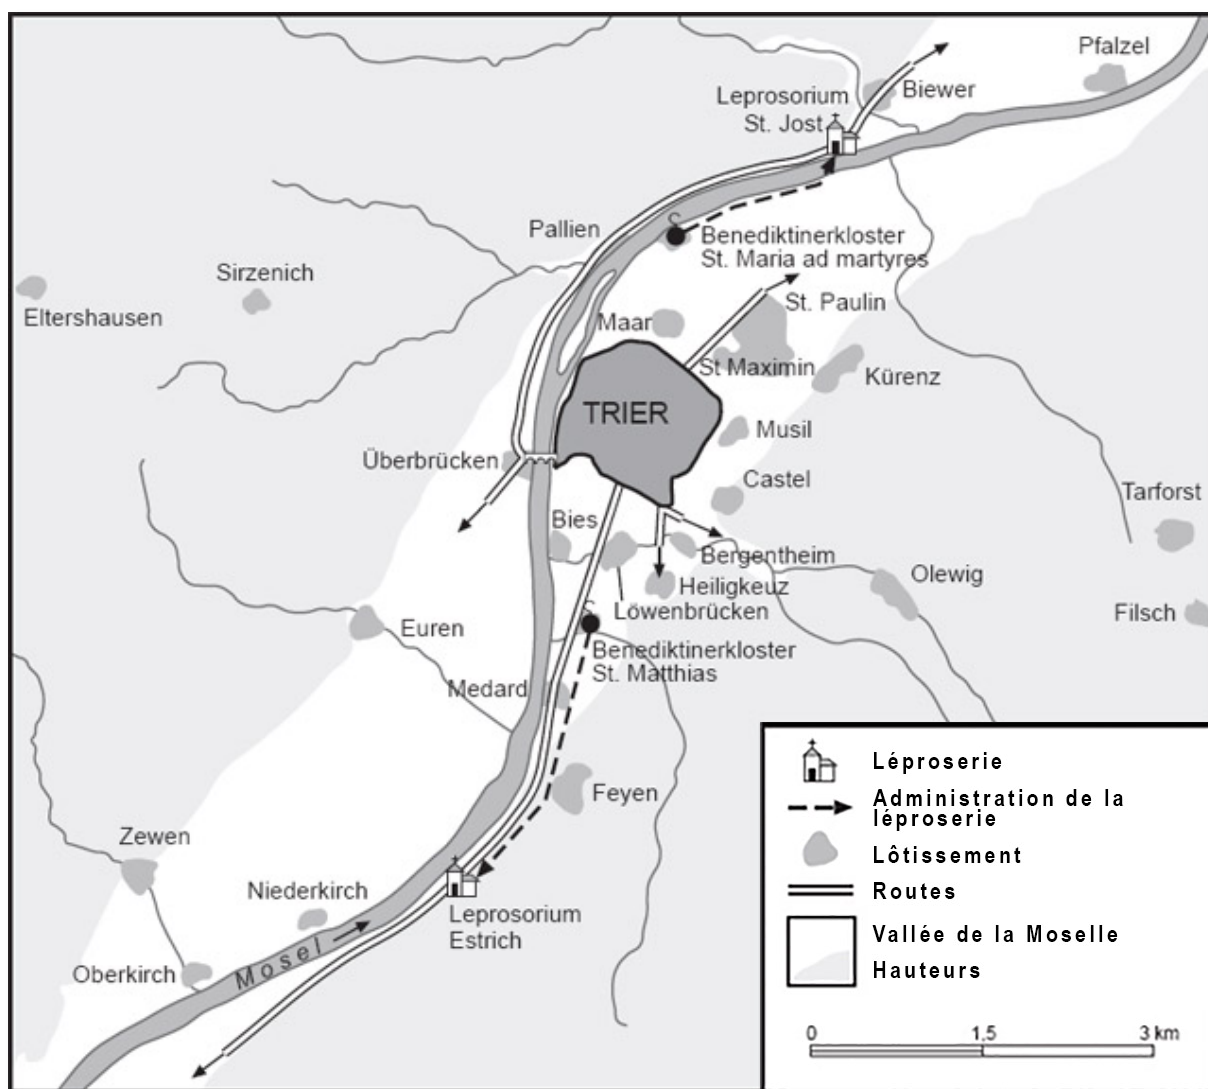 Pfalzel
Biewer
Leprosorium
St. Jost
Pallien
Benediktinerkloster
St. Maria ad martyres
Sirzenich
Eltershausen
St. Paulin
Maar
St Maximin
Kürenz
TRIER
Musil
Überbrücken
Castel
Tarforst
Bies
Bergentheim
Olewig
Heiligkeuz
Löwenbrücken
Filsch
Euren
Benediktinerkloster
St. Matthias
Medard
Feyen
Zewen
Niederkirch
Leprosorium
Estrich
Oberkirch
Mosel
Léproserie
Administration de la
léproserie
Lôtissement
Routes
Vallée de la Moselle
Hauteurs
0 1,5 3 km